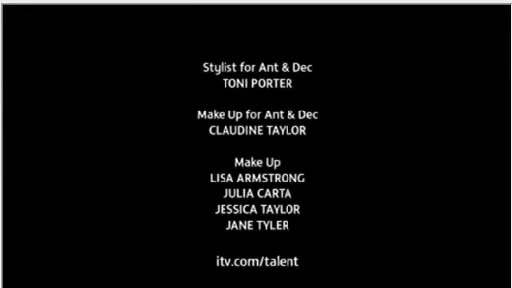 Stylist for Ant & Dec
TONI PORTER
Make Up for Ant & Dec
CLAUDINE TAYLOR
Make Up
LISA ARMSTRONG
JULIA CARTA
JESSICA TAYLOR
JANE TYLER
itv.com/talent